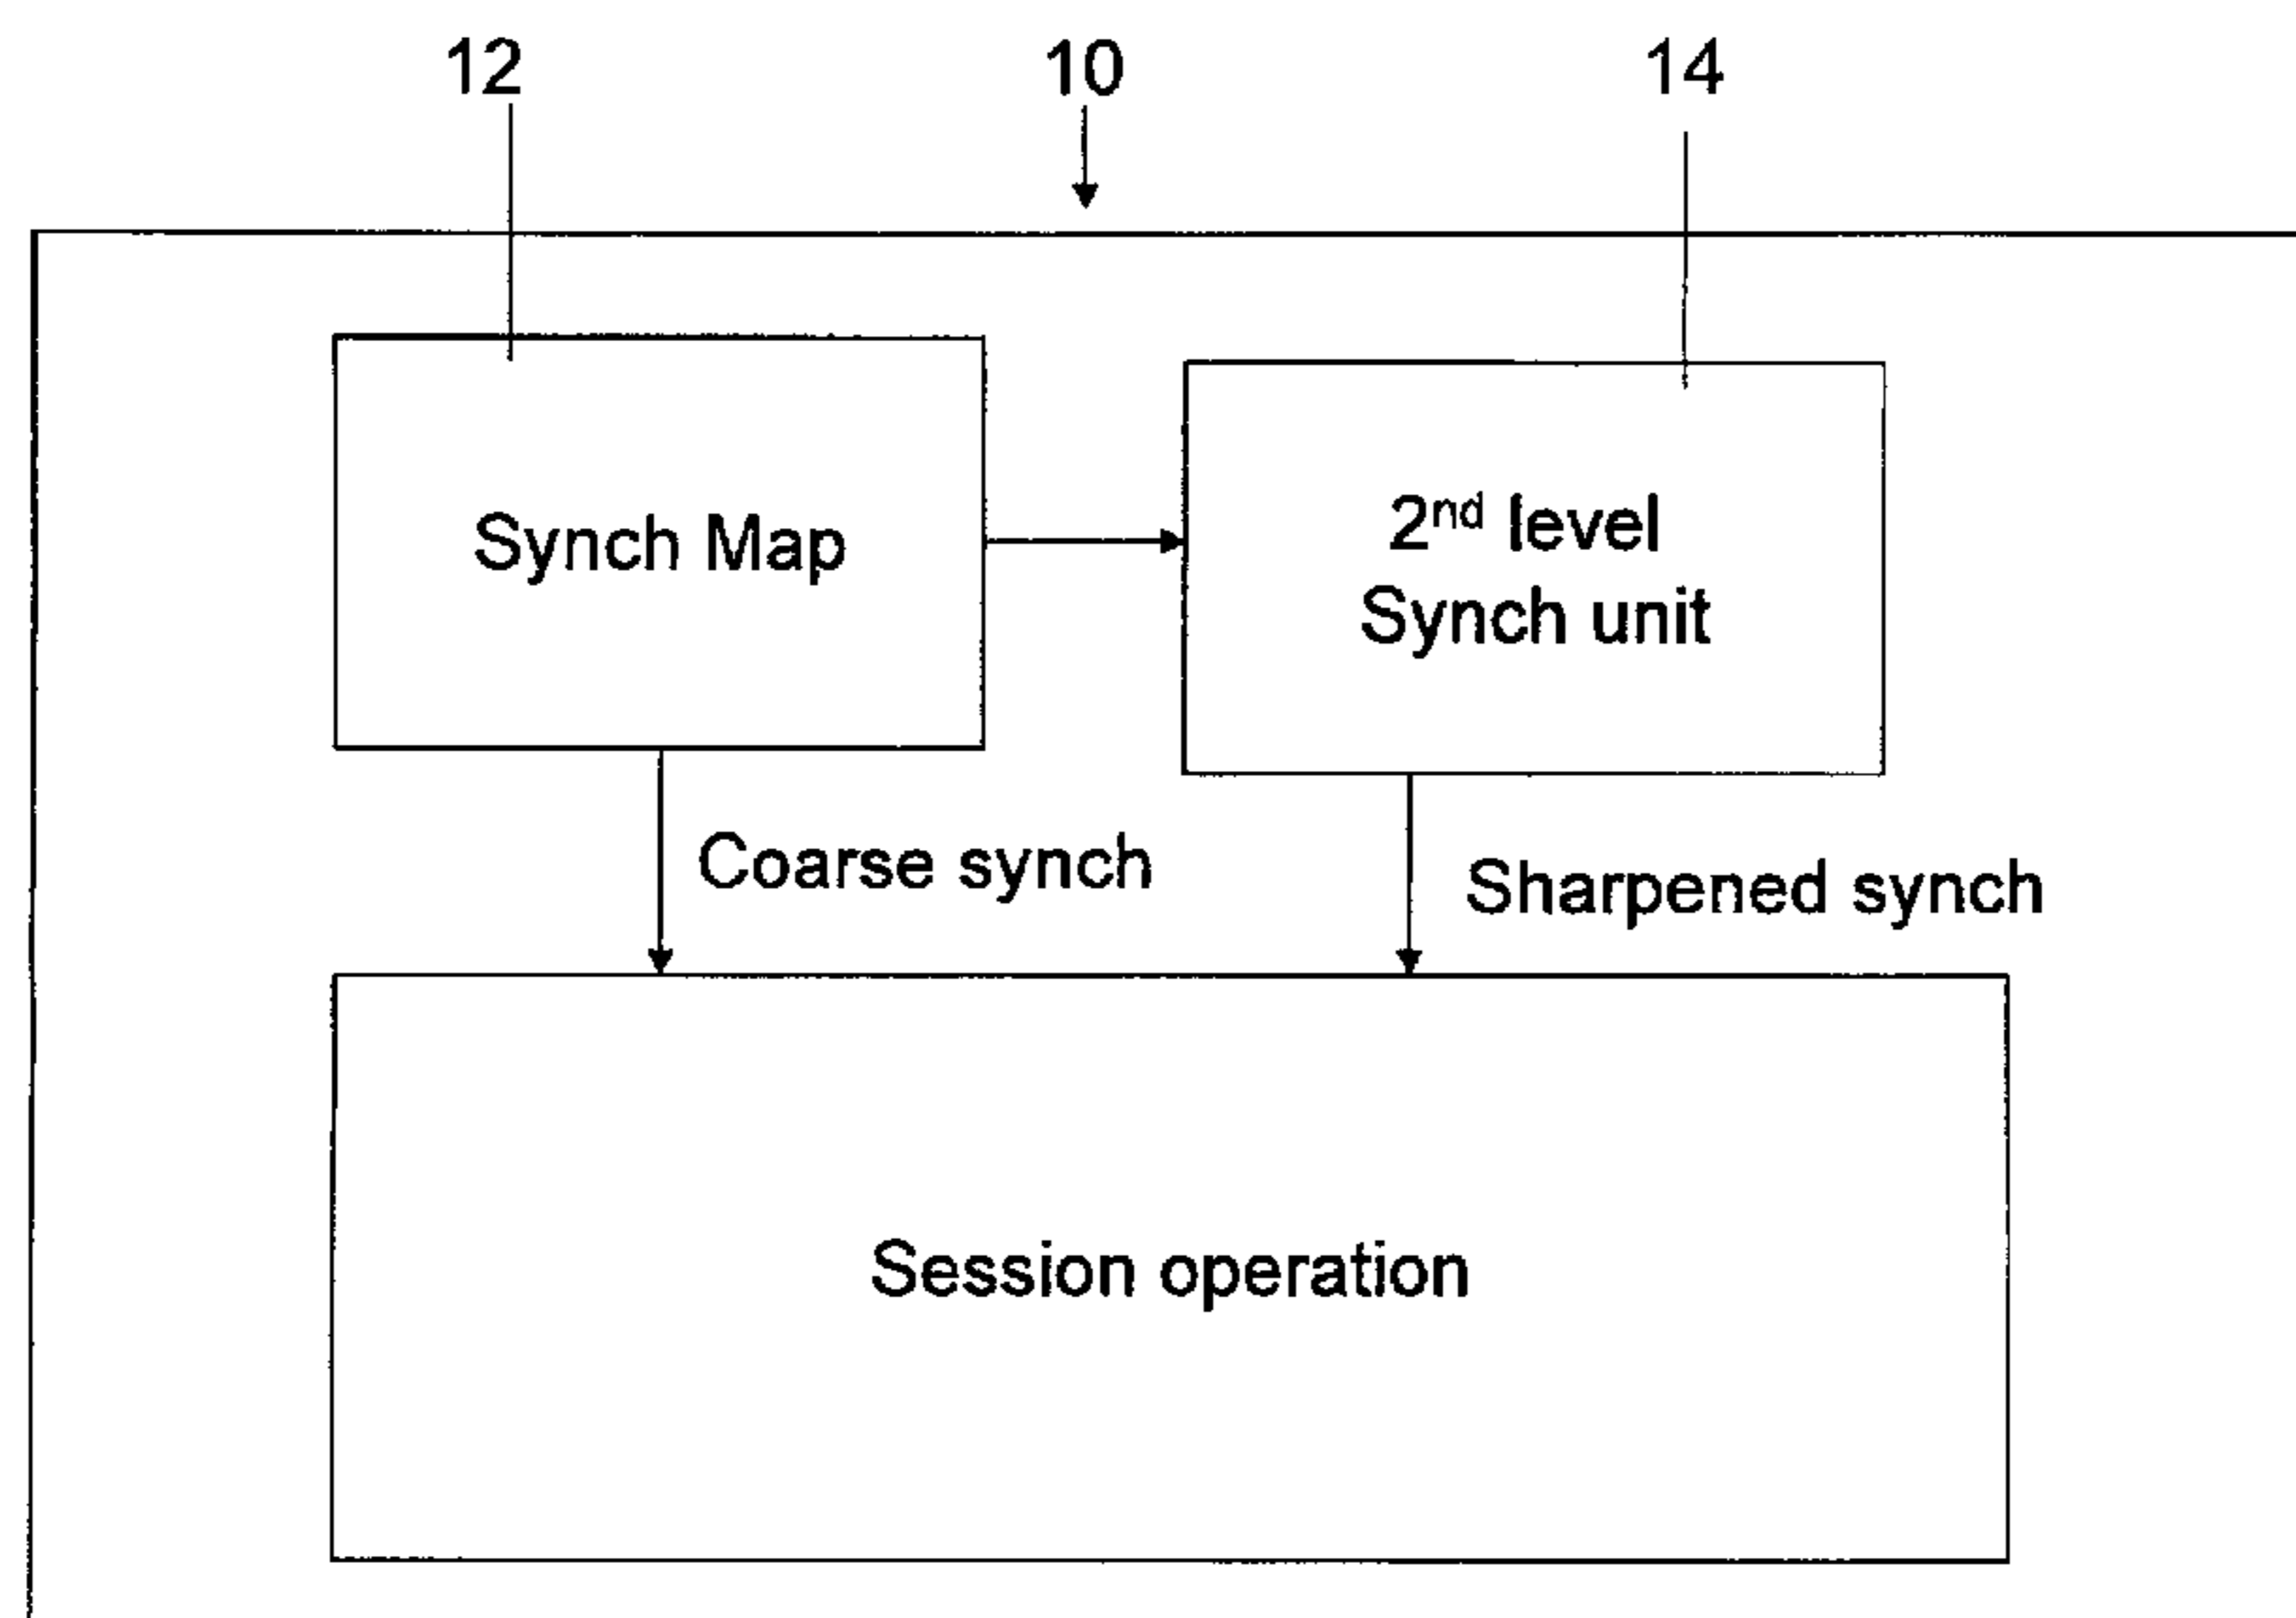 12
10
14
Synch Map
2nd level
Synch unit
Coarse synch
Sharpened synch
Session operation